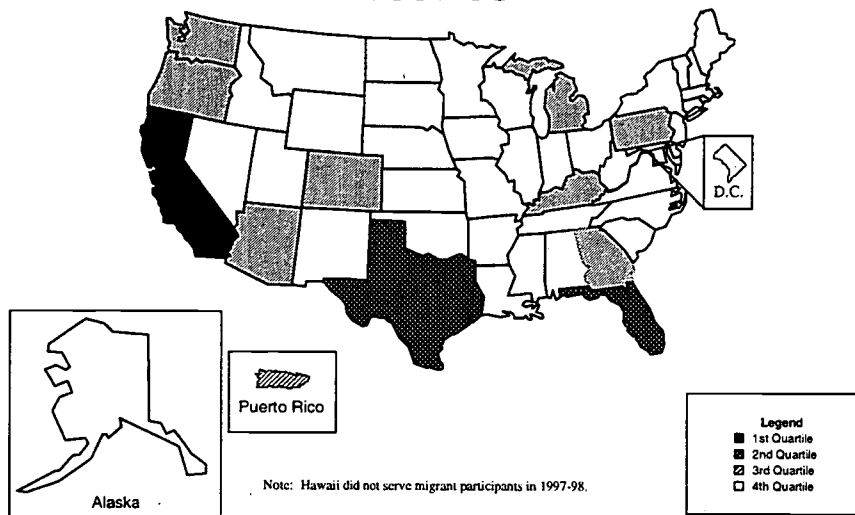 D.C.
Puerto Rico
Alaska
Note: Hawaii did not serve migrant participants in 1997-98.
Legend
1st Quartile
2nd Quartile
3rd Quartile
4th Quartile